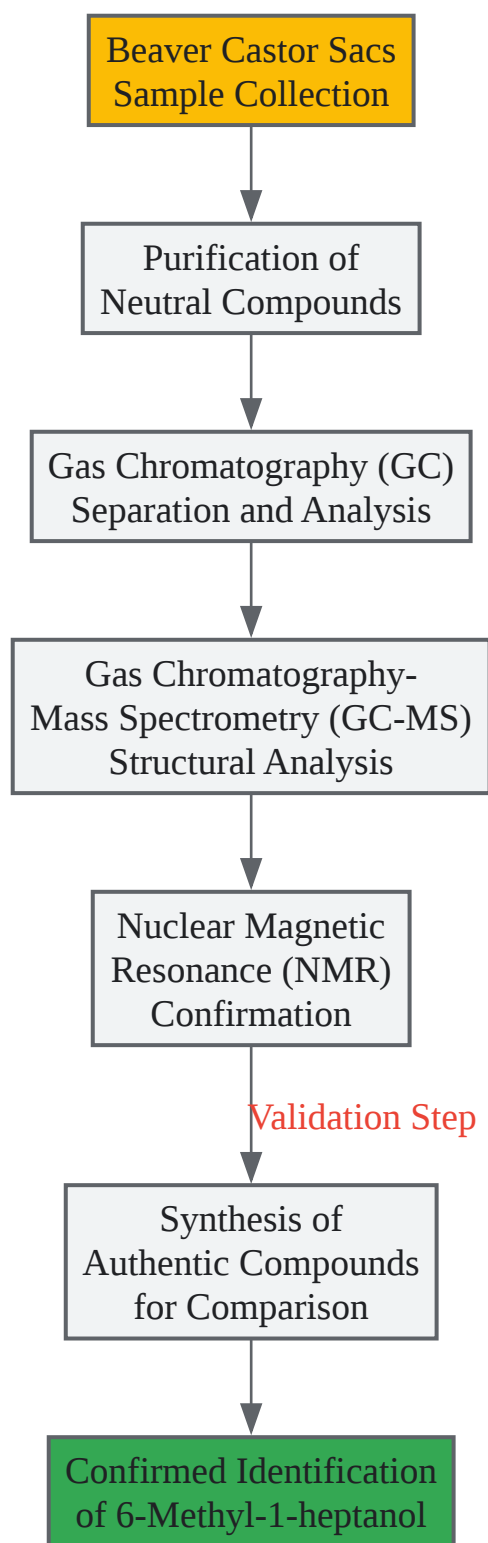 Beaver Castor Sacs
Sample Collection
Purification of
Neutral Compounds
Gas Chromatography (GC)
Separation and Analysis
Gas Chromatography-
Mass Spectrometry (GC-MS)
Structural Analysis
Nuclear Magnetic
Resonance (NMR)
Confirmation
Validation Step
Synthesis of
Authentic Compounds
for Comparison
Confirmed Identification
of 6-Methyl-1-heptanol